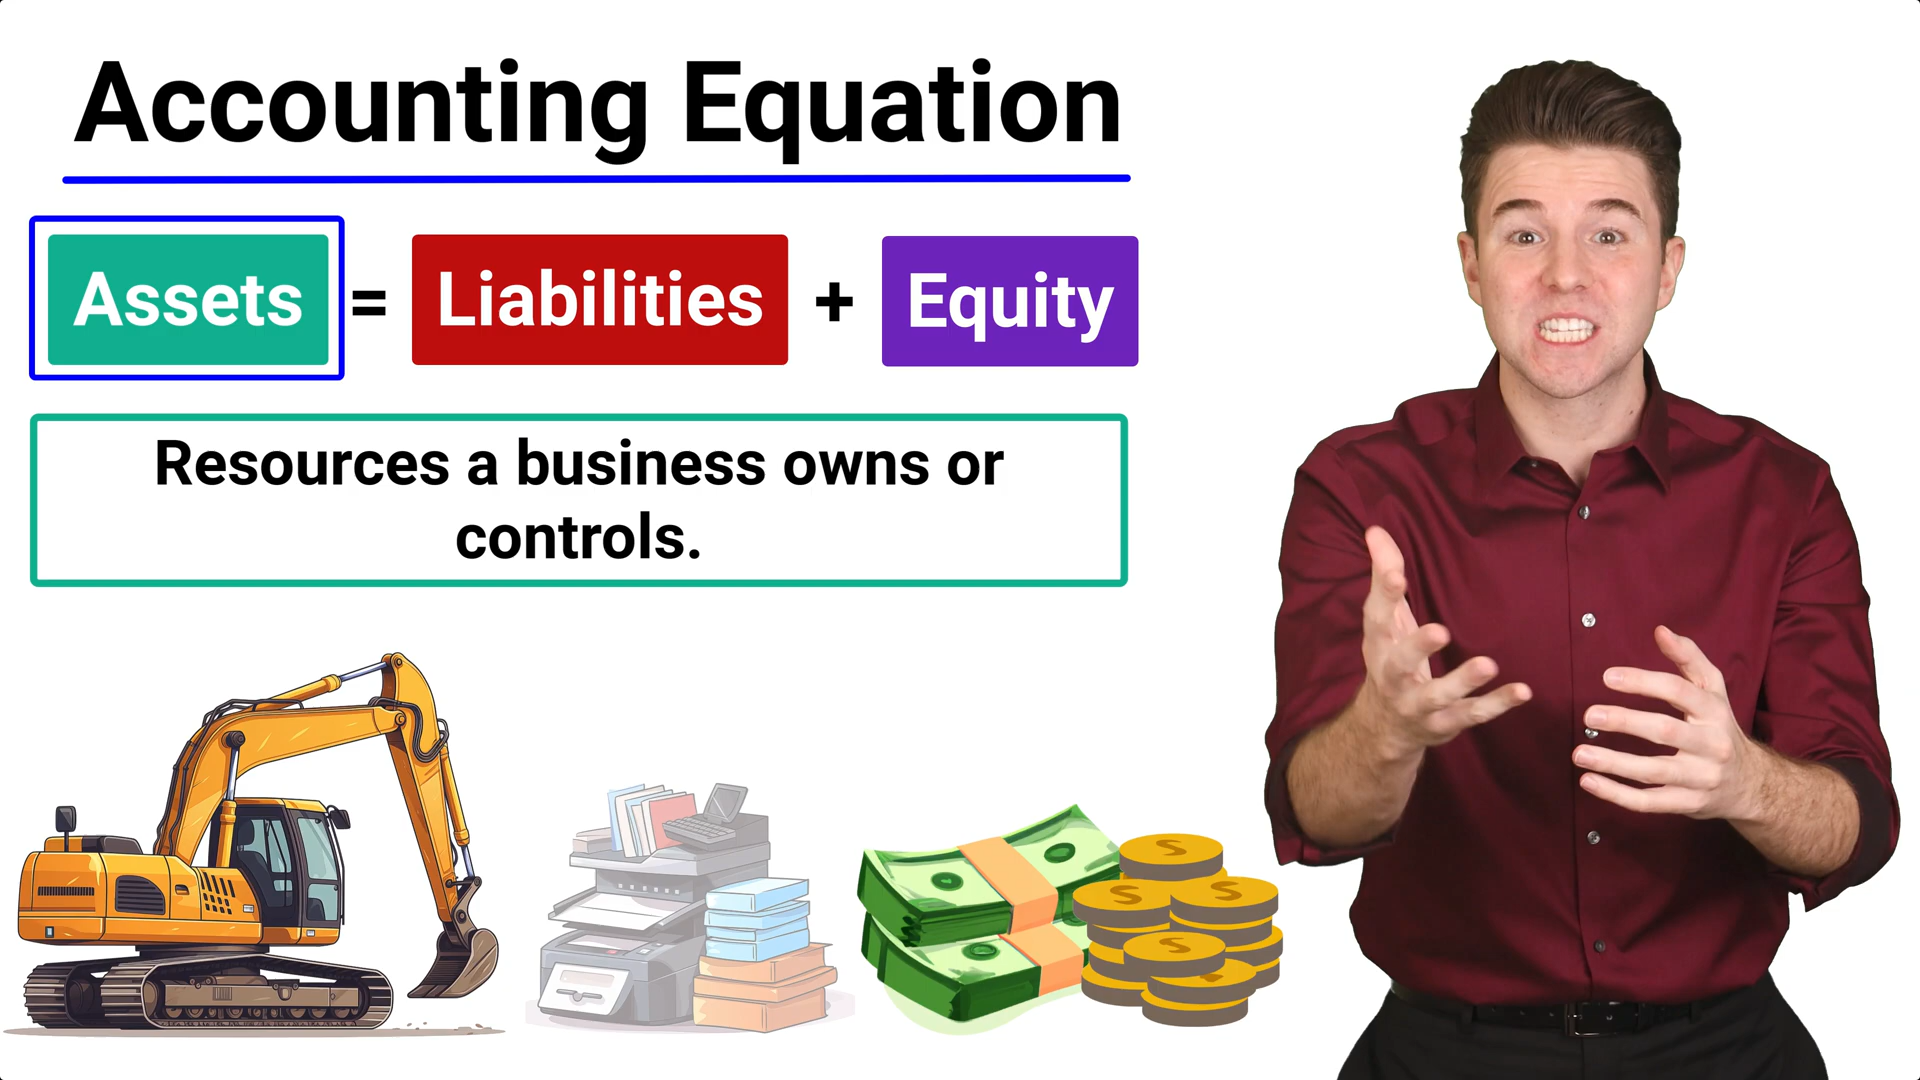 Accounting Equation
Assets = Liabilities + Equity
Resources a business owns or
controls.